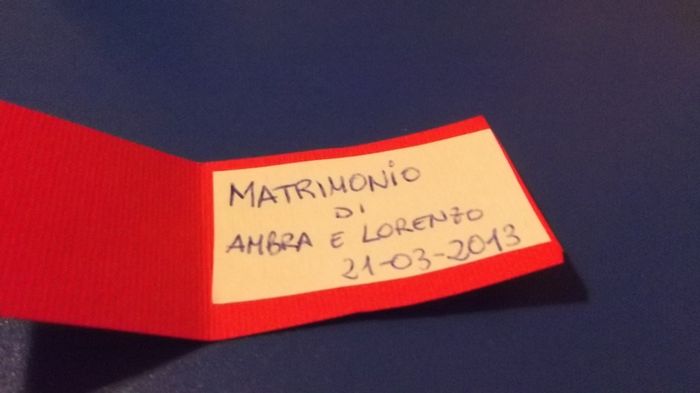 MATRIMONIO
DI
AMBRA E LORENZO
21-03-2013